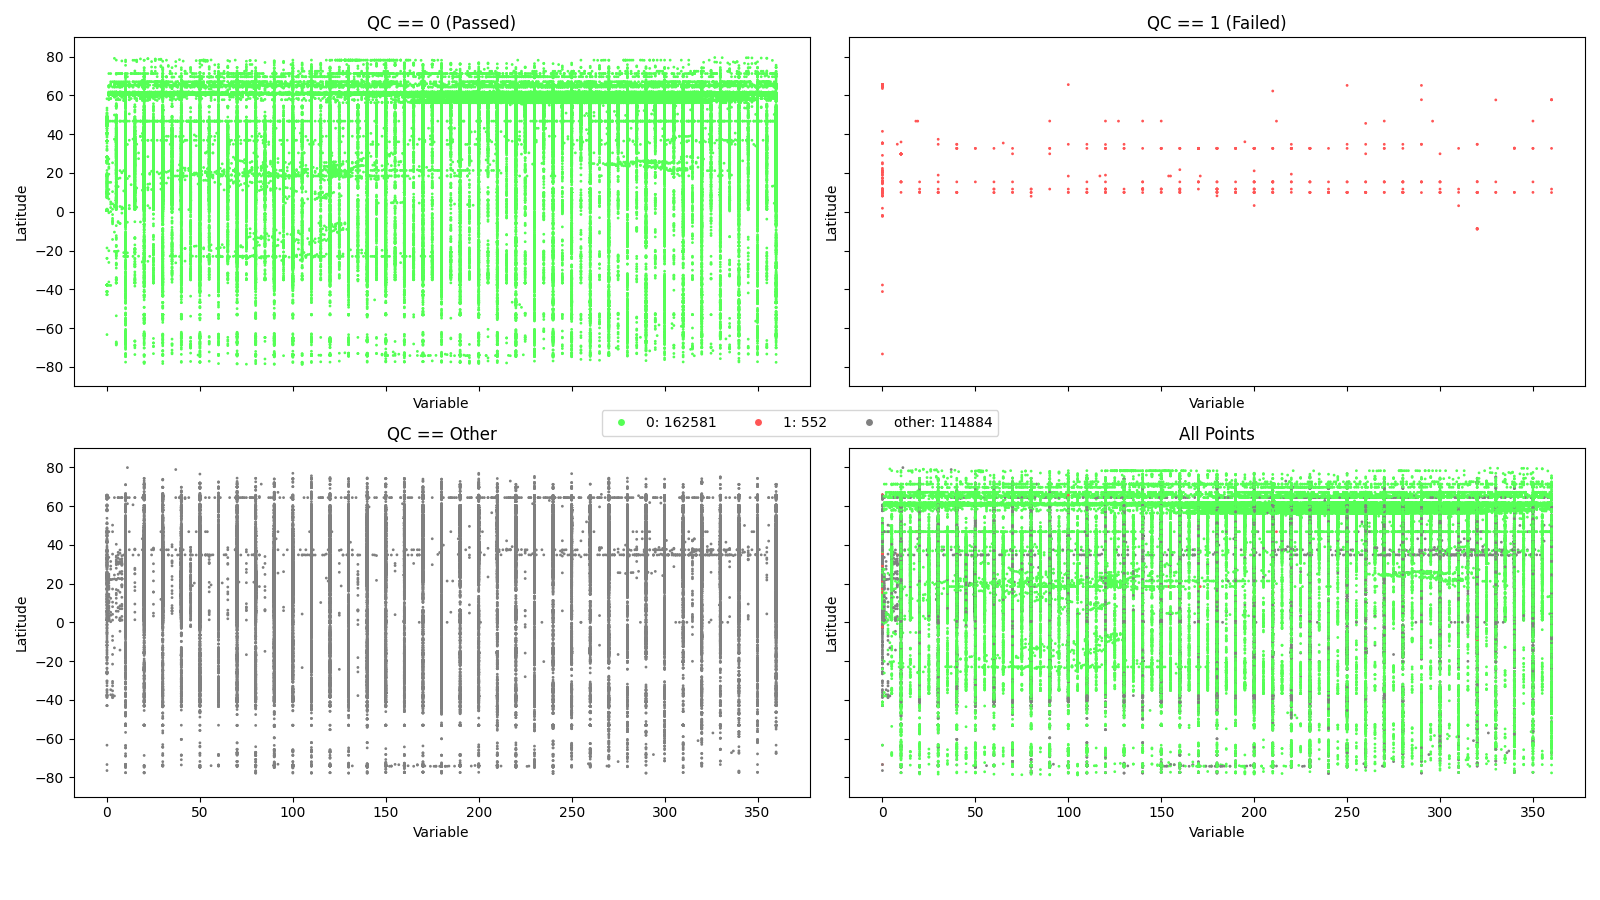 QC == 0 (Passed)
80
60
40
20
0
−20
−40
−60
−80
Latitude
Variable
QC == 1 (Failed)
Latitude
Variable
0: 162581 1: 552 other: 114884
QC == Other
80
60
40
20
0
−20
−40
−60
−80
Latitude
0 50 100 150 200 250 300 350
Variable
All Points
Latitude
0 50 100 150 200 250 300 350
Variable